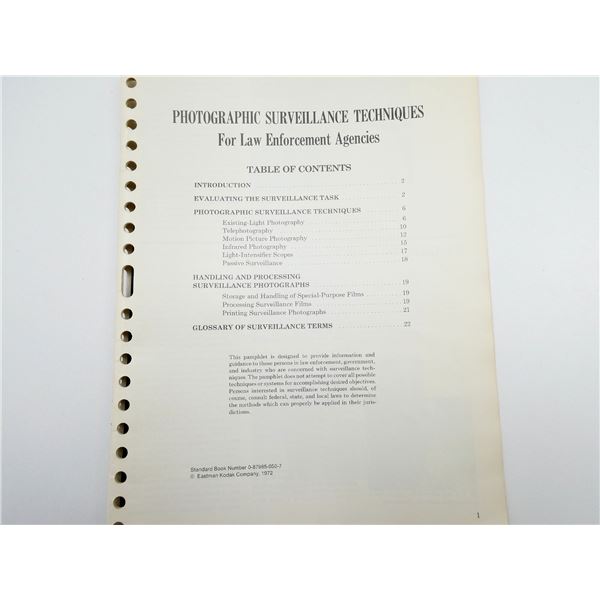 PHOTOGRAPHIC SURVEILLANCE TECHNIQUES
For Law Enforcement Agencies
TABLE OF CONTENTS
INTRODUCTION 2
EVALUATING THE SURVEILLANCE TASK 2
PHOTOGRAPHIC SURVEILLANCE TECHNIQUES 6
Existing-Light Photography 6
Telephotography 10
Motion Picture Photography 12
Infrared Photography 15
Light-Intensifier Scopes 17
Passive Surveillance 18
HANDLING AND PROCESSING
SURVEILLANCE PHOTOGRAPHS 19
Storage and Handling of Special-Purpose Films 19
Processing Surveillance Films 19
Printing Surveillance Photographs 21
GLOSSARY OF SURVEILLANCE TERMS 22
This pamphlet is designed to provide information and
guidance to those persons in law enforcement, government,
and industry who are concerned with surveillance tech-
niques. The pamphlet does not attempt to cover all possible
techniques or systems for accomplishing desired objectives.
Persons interested in surveillance techniques should, of
course, consult federal, state, and local laws to determine
the methods which can properly be applied in their juris-
dictions.
Standard Book Number 0-87985-050-7
© Eastman Kodak Company, 1972
1